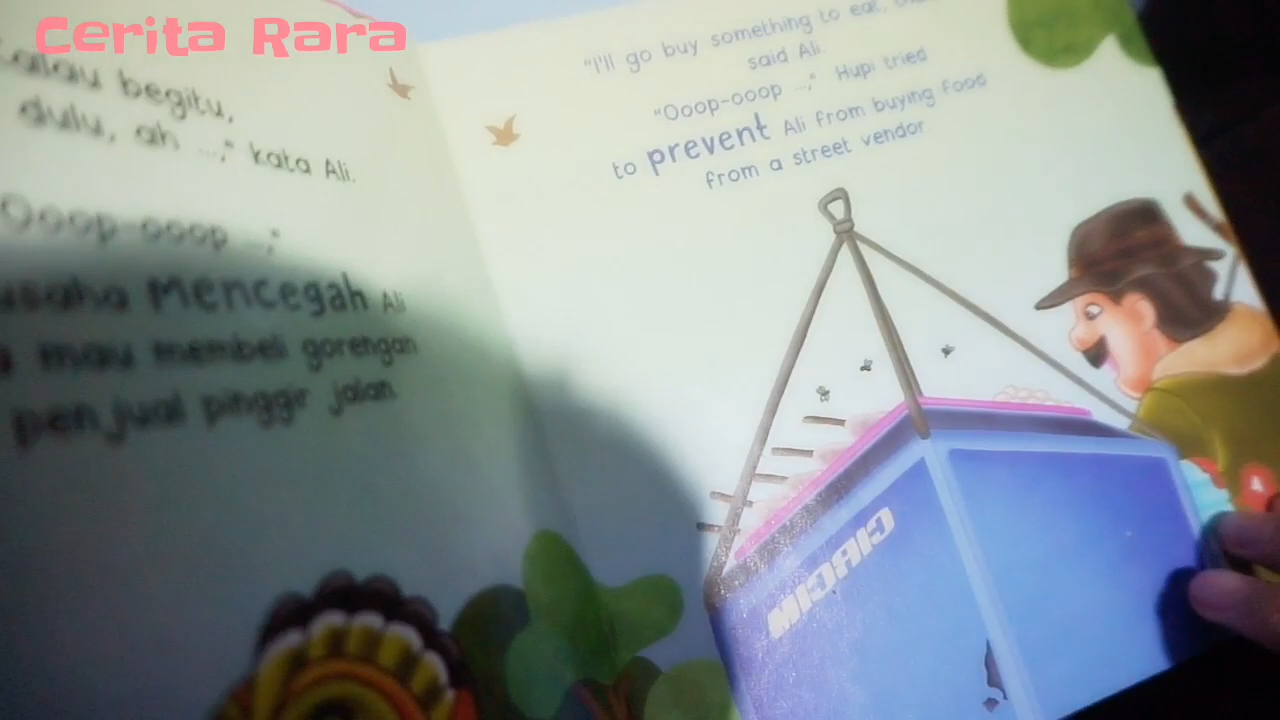 Cerita Rara
Kalau begitu,
dulu, ah ...," kata Ali.
Ooop-ooop ...,"
Mencegah Ali
mau membeli gorengan
penjual pinggir jalan
"I'll go buy something to eat,
said Ali.
"Ooop-ooop ...," Hupi tried
to prevent Ali from buying food
from a street vendor
CIRCIM